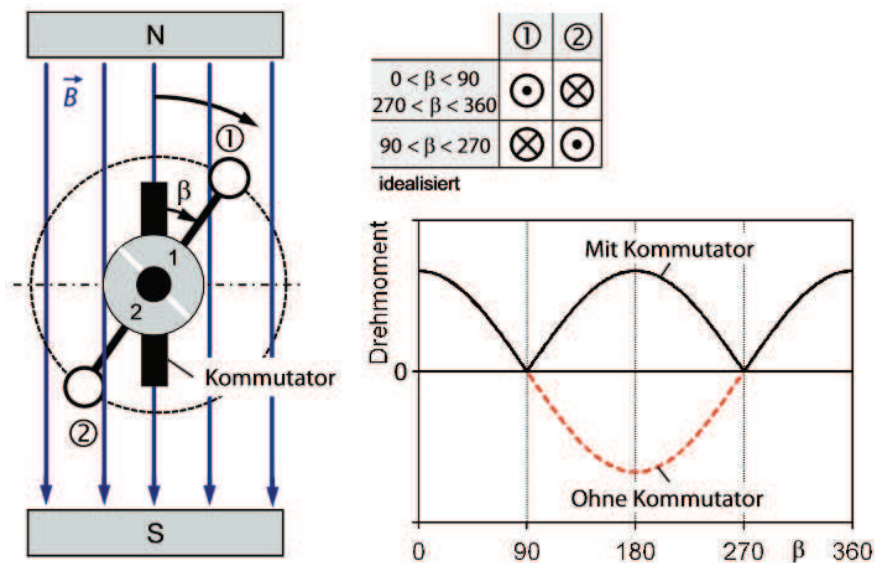 N
B
①
β
1
2
Kommutator
②
S
① ②
0 < β < 90
270 < β < 360
90 < β < 270
idealisiert
Drehmoment
0
Mit Kommutator
Ohne Kommutator
0 90 180 270 β 360